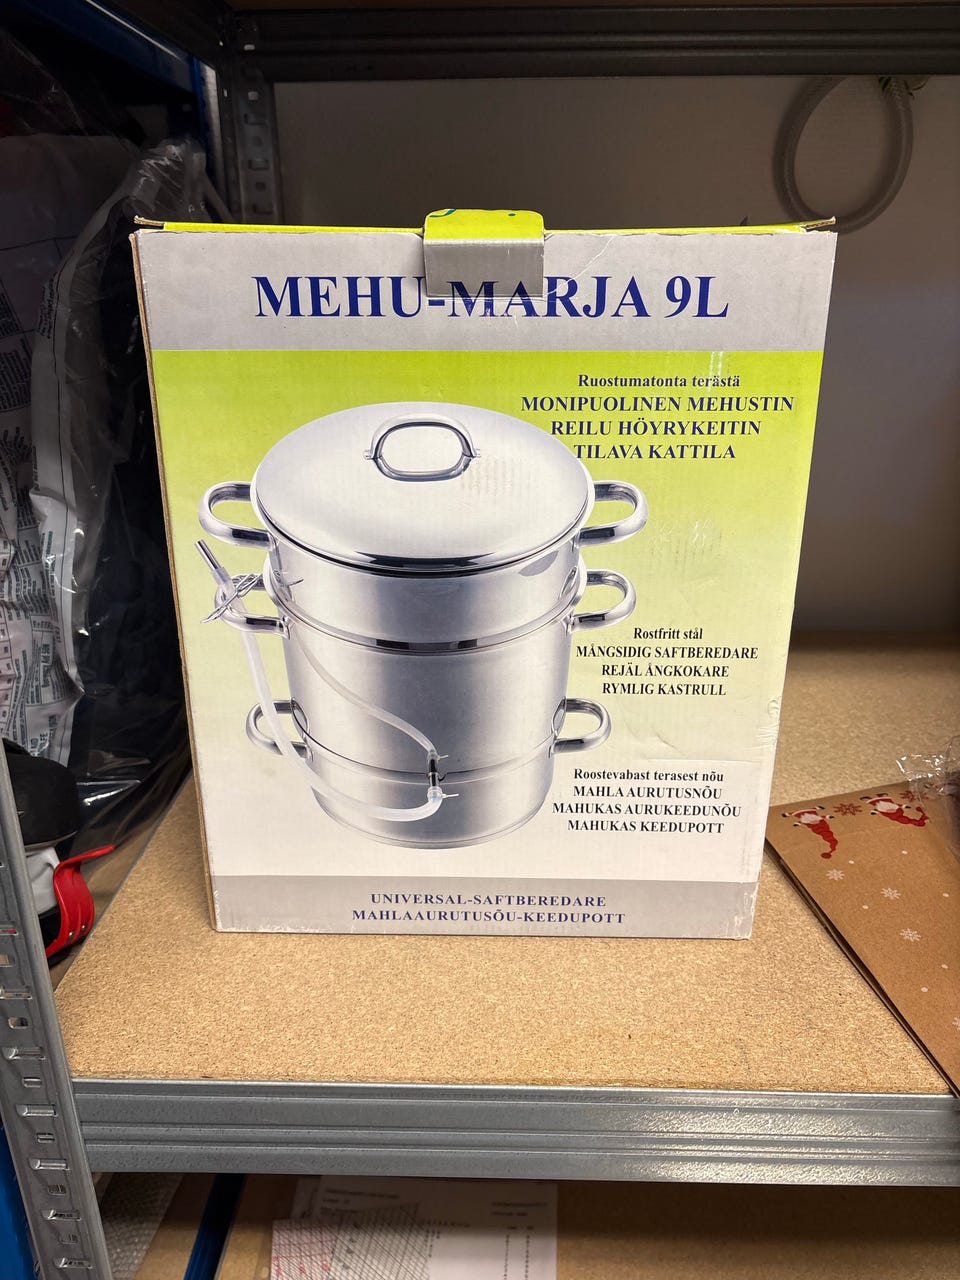 MEHU-MARJA 9L
Ruostumatonta terästä
MONIPUOLINEN MEHUSTIN
REILU HÖYRYKEITIN
TILAVA KATTILA
Rostfritt stål
MÅNGSIDIG SAFTBEREDARE
REJÄL ÅNGKOKARE
RYMLIG KASTRULL
Roostevabast terasest nõu
MAHLA AURUTUSNÕU
MAHUKAS AURUKEEDUNÕU
MAHUKAS KEEDUPOTT
UNIVERSAL-SAFTBEREDARE
MAHLAAURUTUSÕU-KEEDUPOTT